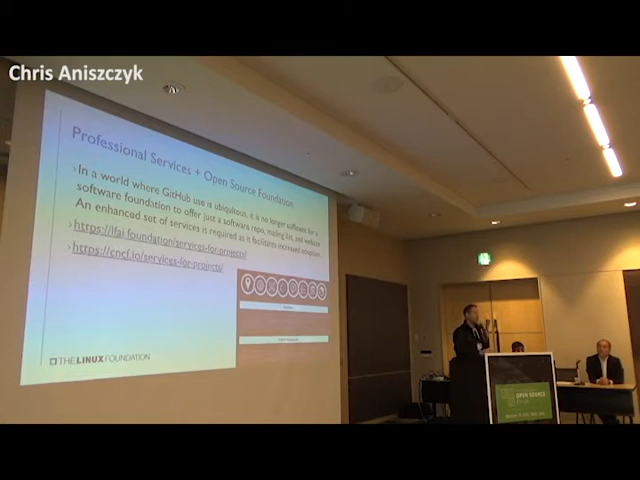 Chris Aniszczyk
Professional Services + Open Source Foundation
›In a world where GitHub use is ubiquitous, it is no longer sufficient for a
software foundation to offer just a software repo, mailing list, and website
An enhanced set of services is required as it facilitates increased adoption
›https://lfai.foundation/services-for-projects/
›https://cncf.io/services-for-projects/
THE LINUX FOUNDATION
OPEN SOURCE